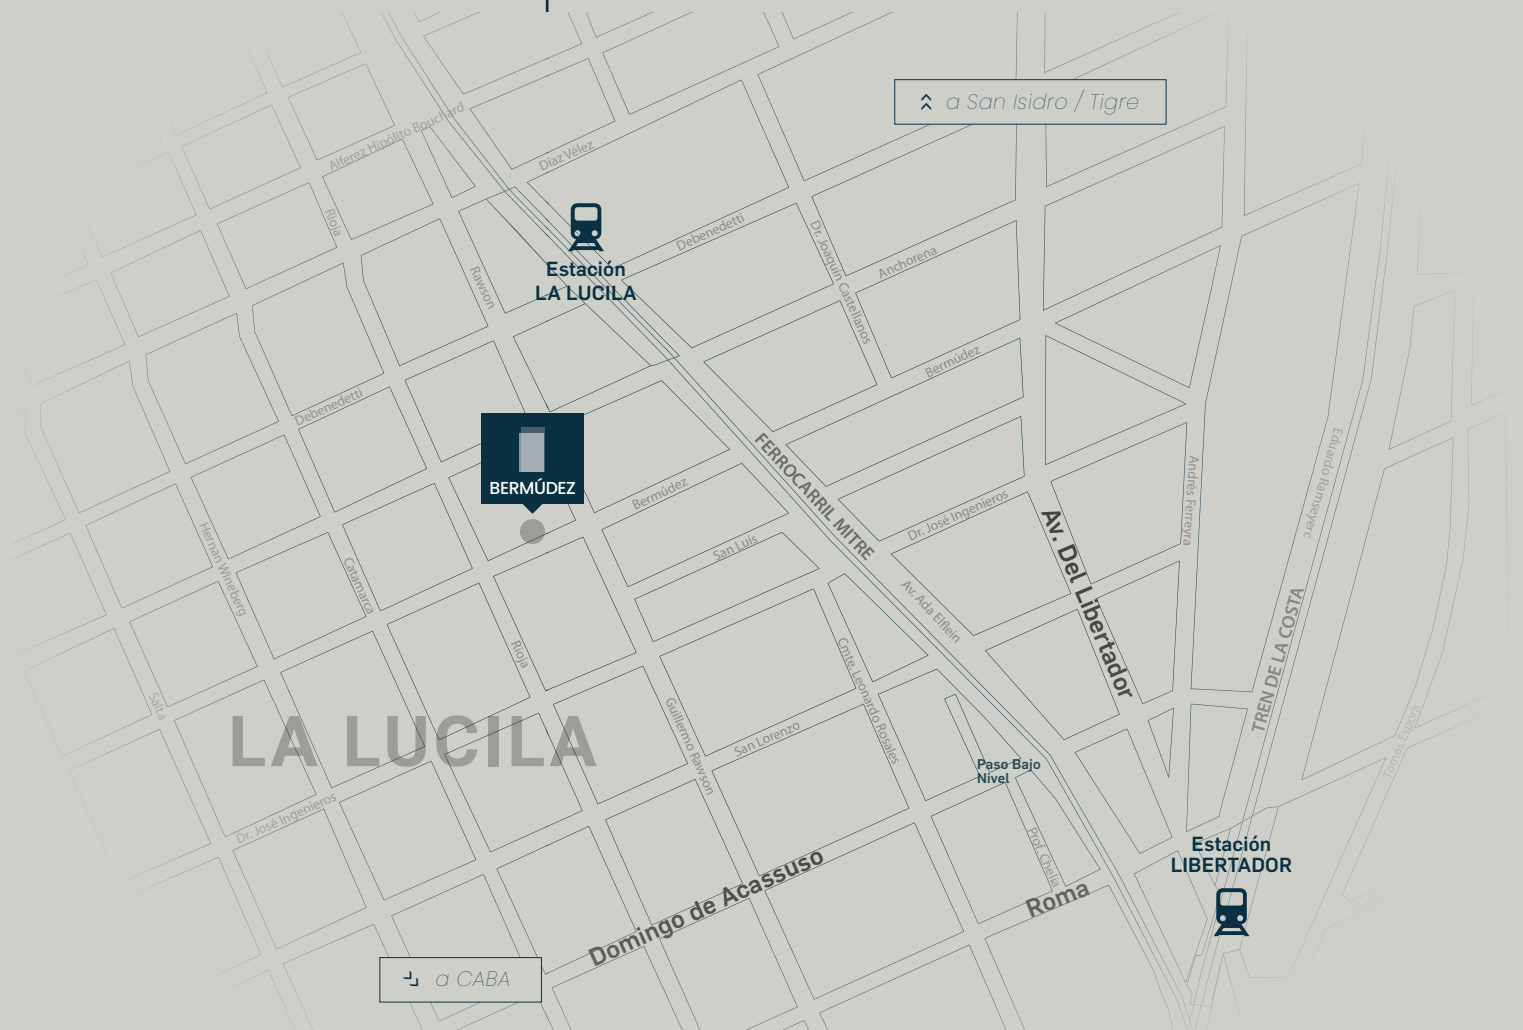 a San Isidro / Tigre
Alferez Hipólito Bouchard
Díaz Vélez
Rioja
Debenedetti
Dr. Joaquín Castellanos
Anchorena
Rawson
Estación
LA LUCILA
Bermúdez
Debenedetti
BERMÚDEZ
FERROCARRIL MITRE
Bermúdez
Dr. José Ingenieros
Andrés Ferreyra
Eduardo Ramseyerc
Av. Del Libertador
San Luis
Hernan Wineberg
Catamarca
Av. Ada Elflein
Rioja
Cmte. Leonardo Rosales
TREN DE LA COSTA
Salta
LA LUCILA
Guillermo Rawson
San Lorenzo
Tomás Espora
Paso Bajo
Nivel
Dr. José Ingenieros
Prof. Chelía
Estación
LIBERTADOR
Domingo de Acassuso
Roma
a CABA